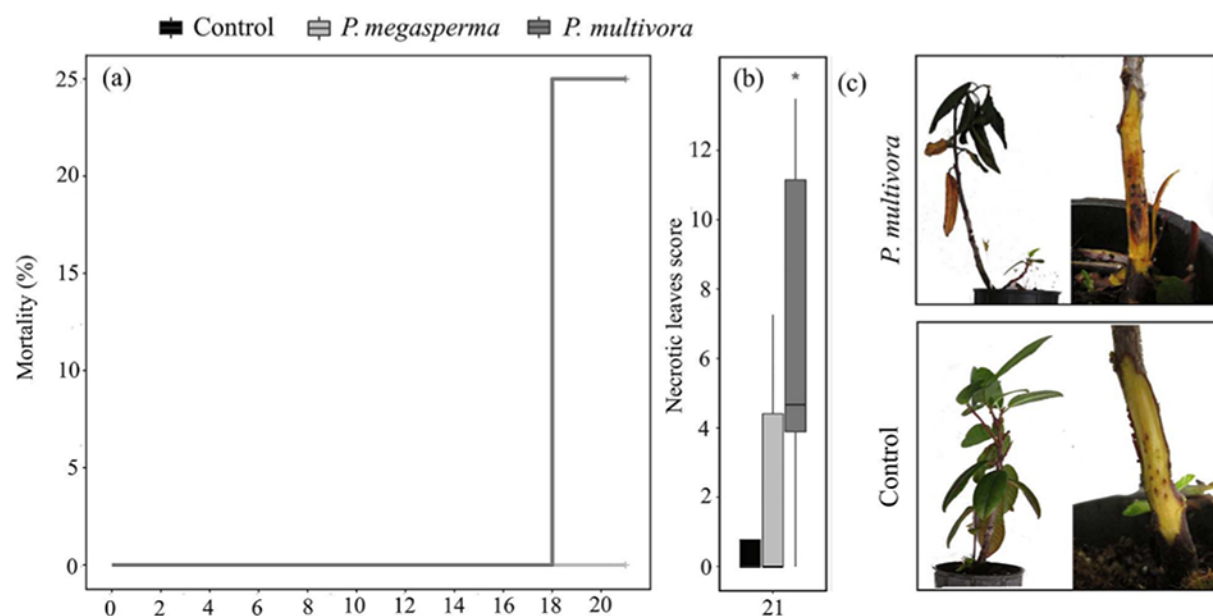 Control P. megasperma P. multivora
(a)
Mortality (%)
25
20
15
10
5
0
0 2 4 6 8 10 12 14 16 18 20
(b)
*
Necrotic leaves score
12
10
8
6
4
2
0
21
(c)
P. multivora
Control